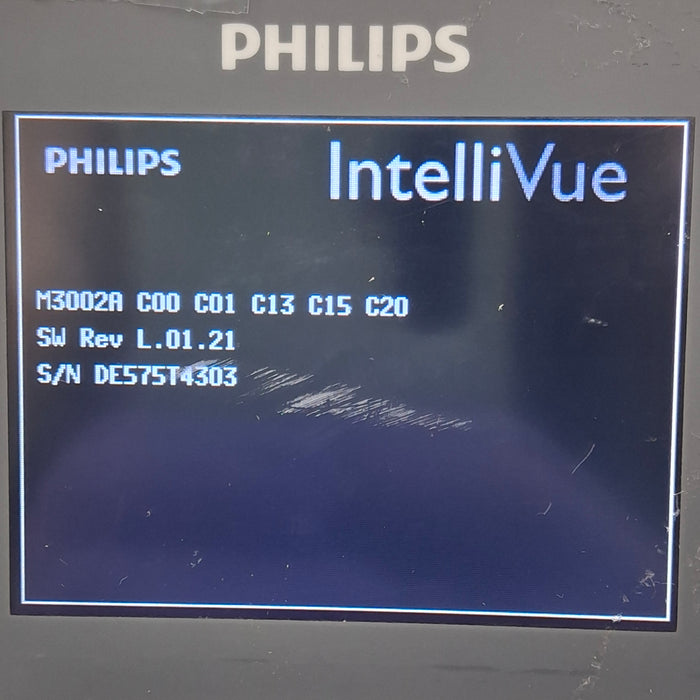 PHILIPS
PHILIPS IntelliVue
M3002A C00 C01 C13 C15 C20
SW Rev L.01.21
S/N DE575T4303